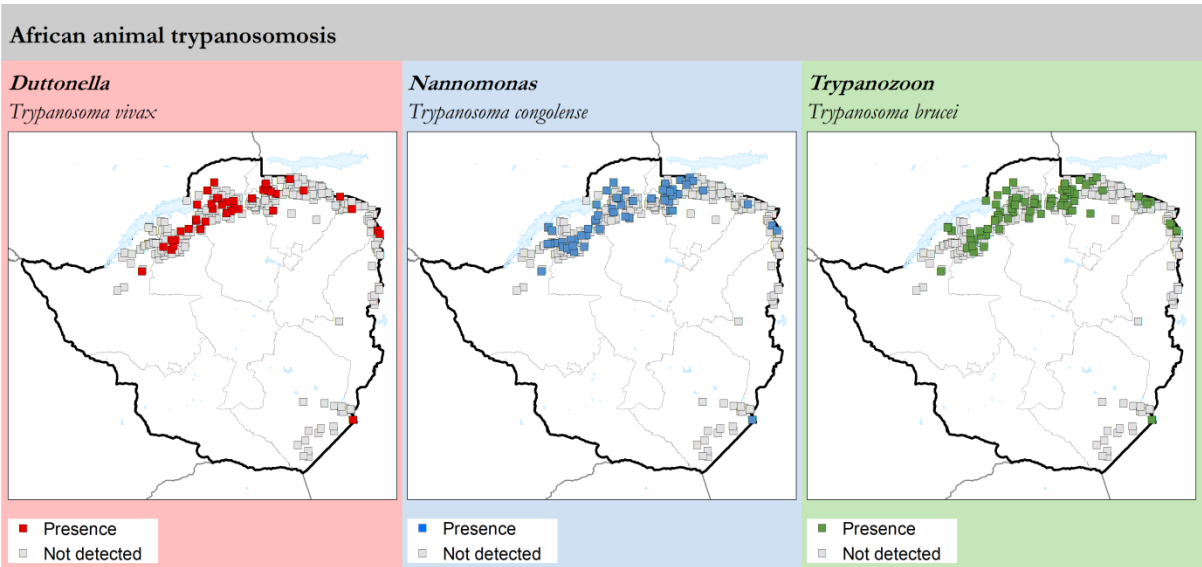 African animal trypanosomosis
Duttonella
Trypanosoma vivax
Presence
Not detected
Nannomonas
Trypanosoma congolense
Presence
Not detected
Trypanozoon
Trypanosoma brucei
Presence
Not detected